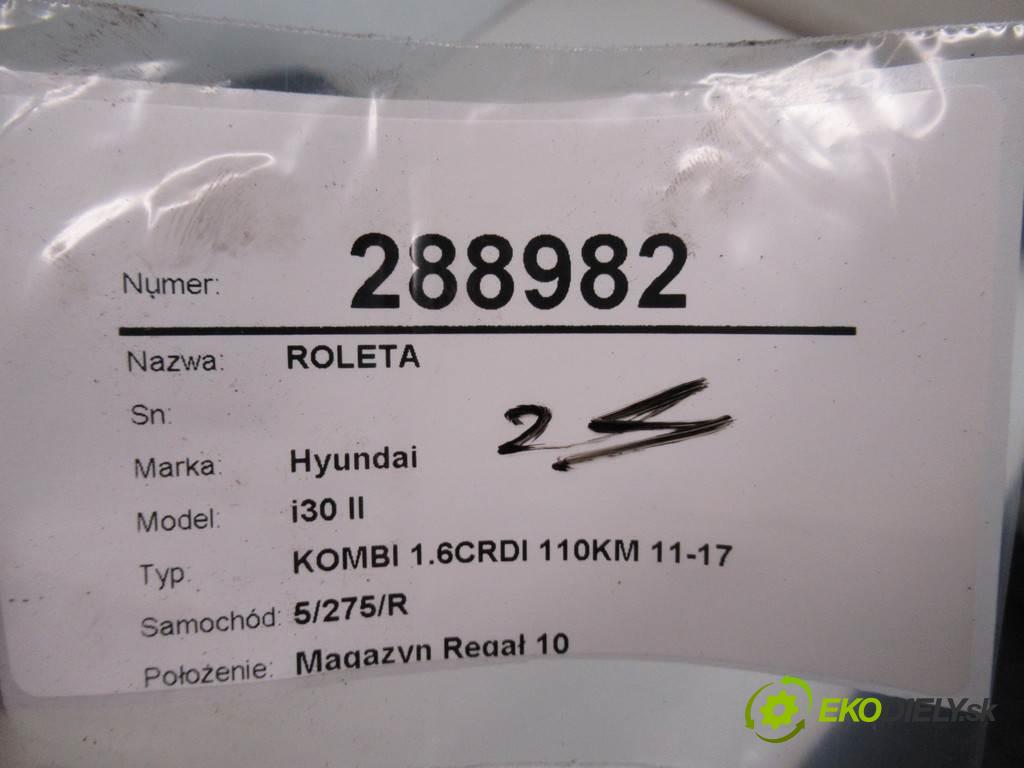 Numer: 288982
Nazwa: ROLETA
Sn:
Marka: Hyundai
Model: i30 II
Typ: KOMBI 1.6CRDI 110KM 11-17
Samochód: 5/275/R
Położenie: Magazyn Regał 10
EKODIELY.sk